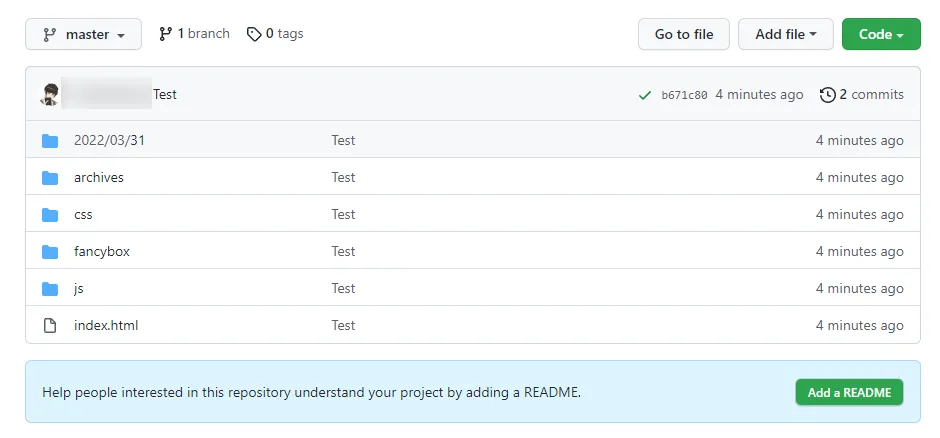 master 1 branch 0 tags Go to file Add file Code
Test b671c80 4 minutes ago 2 commits
2022/03/31 Test 4 minutes ago
archives Test 4 minutes ago
css Test 4 minutes ago
fancybox Test 4 minutes ago
js Test 4 minutes ago
index.html Test 4 minutes ago
Help people interested in this repository understand your project by adding a README. Add a README